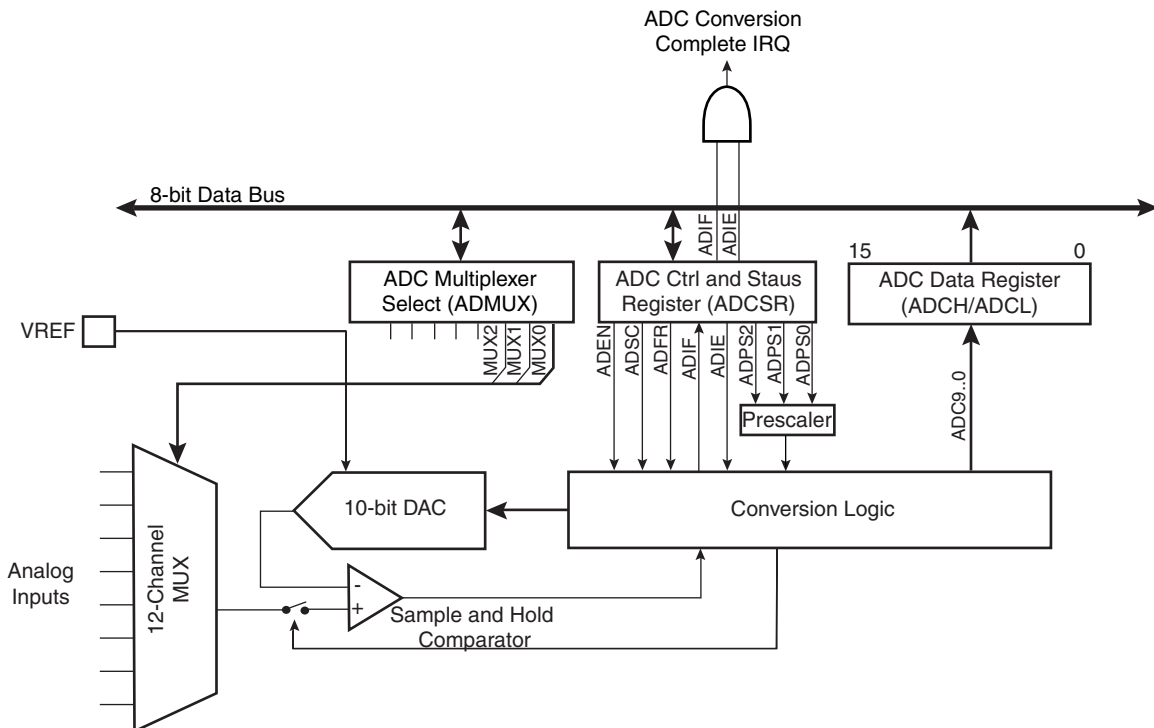 ADC Conversion
Complete IRQ
8-bit Data Bus
ADIF
ADIE
15
0
ADC Multiplexer
Select (ADMUX)
ADC Ctrl and Staus
Register (ADCSR)
ADC Data Register
(ADCH/ADCL)
VREF
MUX2
MUX1
MUX0
ADEN
ADSC
ADFR
ADIF
ADIE
ADPS2
ADPS1
ADPS0
ADC9..0
Prescaler
10-bit DAC
Conversion Logic
Analog
Inputs
12-Channel
MUX
-
+
Sample and Hold
Comparator